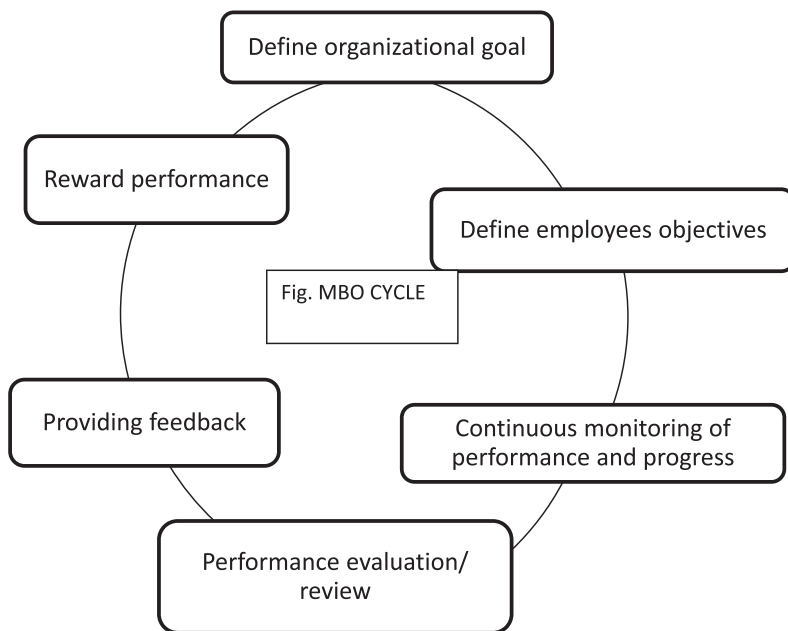 Define organizational goal
Reward performance
Define employees objectives
Fig. MBO CYCLE
Providing feedback
Continuous monitoring of
performance and progress
Performance evaluation/
review